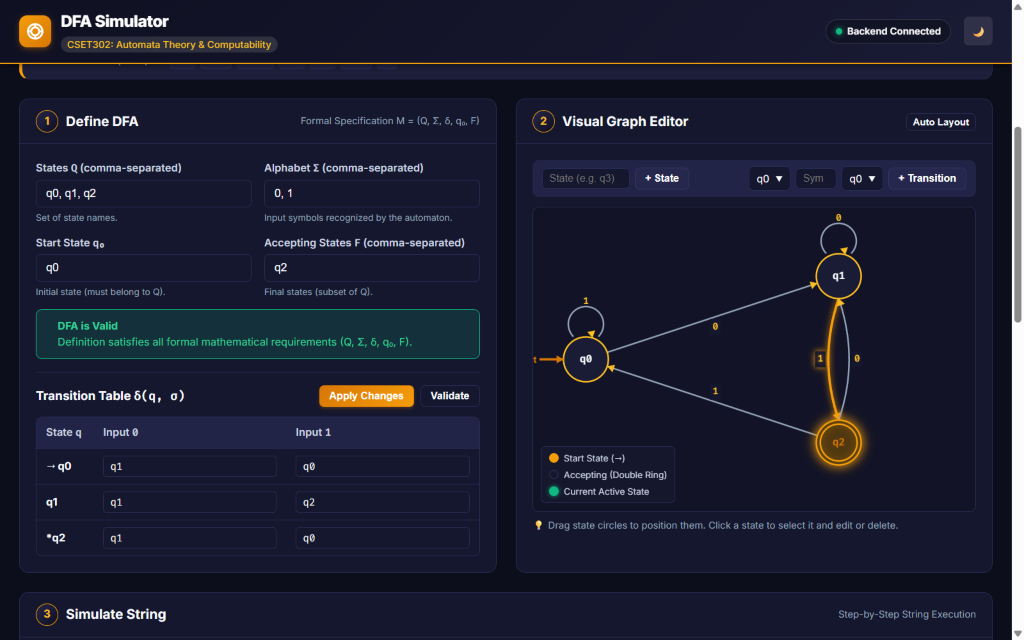 DFA Simulator
CSET302: Automata Theory & Computability
Backend Connected
1 Define DFA
Formal Specification M = (Q, Σ, δ, q₀, F)
States Q (comma-separated)
Alphabet Σ (comma-separated)
q0, q1, q2
0, 1
Set of state names.
Input symbols recognized by the automaton.
Start State q₀
Accepting States F (comma-separated)
q0
q2
Initial state (must belong to Q).
Final states (subset of Q).
DFA is Valid
Definition satisfies all formal mathematical requirements (Q, Σ, δ, q₀, F).
Transition Table δ(q, σ)
Apply Changes
Validate
State q Input 0 Input 1
→q0 q1 q0
q1 q1 q2
*q2 q1 q0
2 Visual Graph Editor
Auto Layout
State (e.g. q3)
+ State
q0 ▼
Sym
q0 ▼
+ Transition
0
q1
1
0
q0
t
1 0
1
q2
Start State (→)
Accepting (Double Ring)
Current Active State
Drag state circles to position them. Click a state to select it and edit or delete.
3 Simulate String
Step-by-Step String Execution